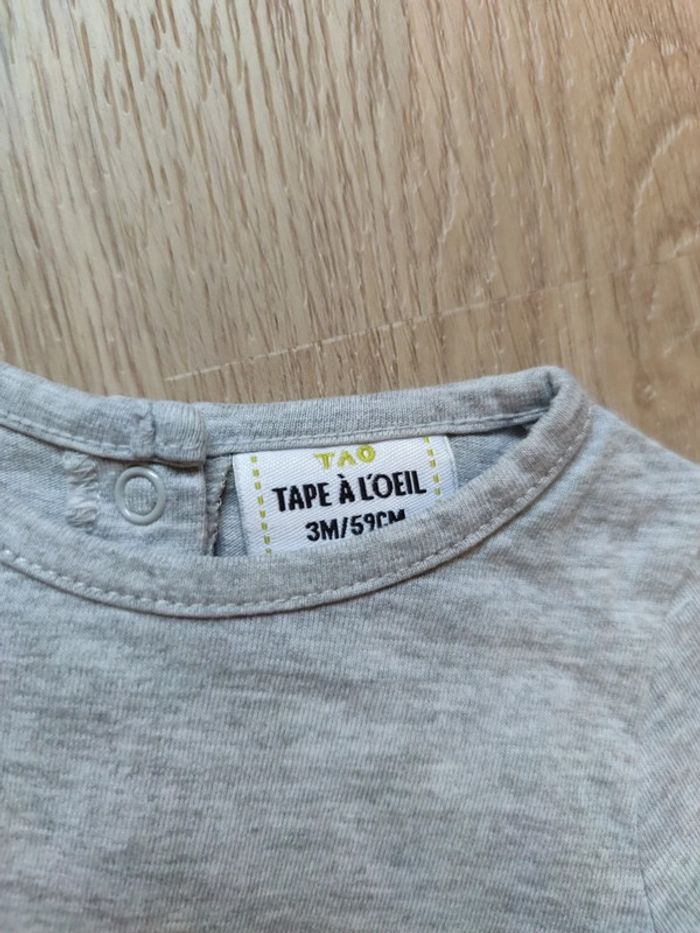 TAO
TAPE À L'OEIL
3M/59CM